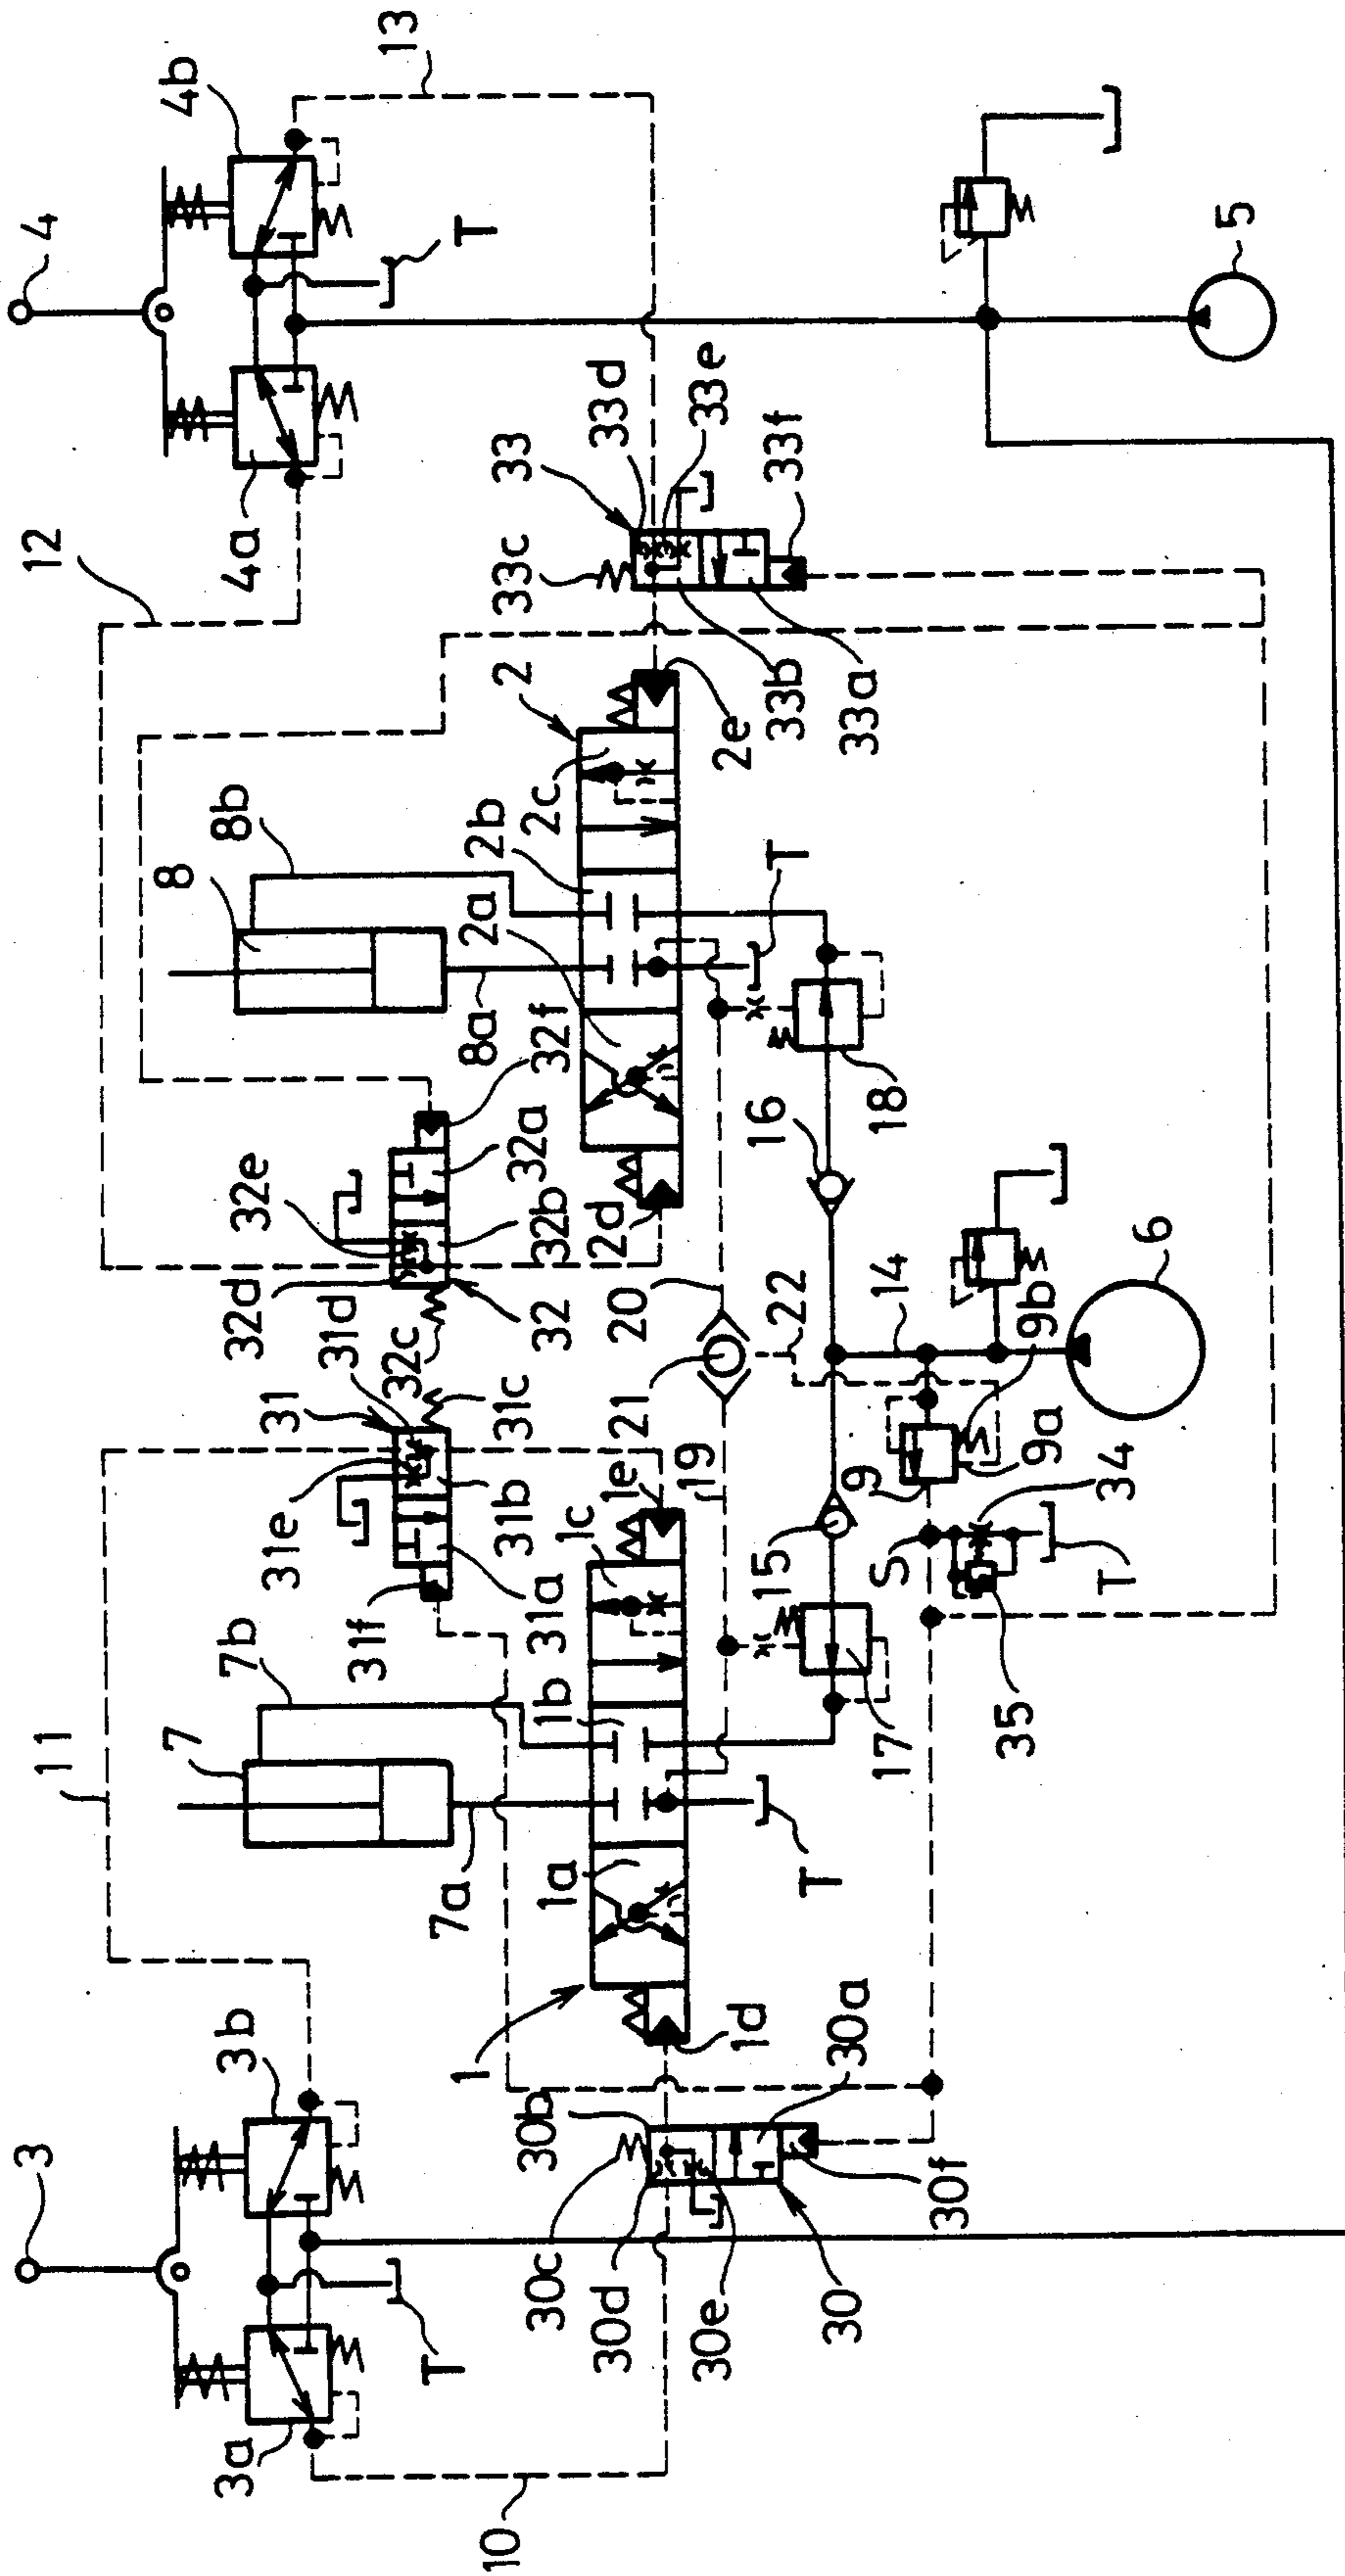 3
3a
3b
T
10
11
12
4
4a
4b
T
13
7
7a
7b
8
8a
8b
1
1a
1b
1c
1d
1e
T
2
2a
2b
2c
2d
2e
T
30
30a
30b
30c
30d
30e
30f
31
31a
31b
31c
31d
31e
31f
32
32a
32b
32c
32d
32e
32f
33
33a
33b
33c
33d
33e
33f
19
20
21
22
15
16
17
18
14
9
9a
9b
S
34
35
T
6
5